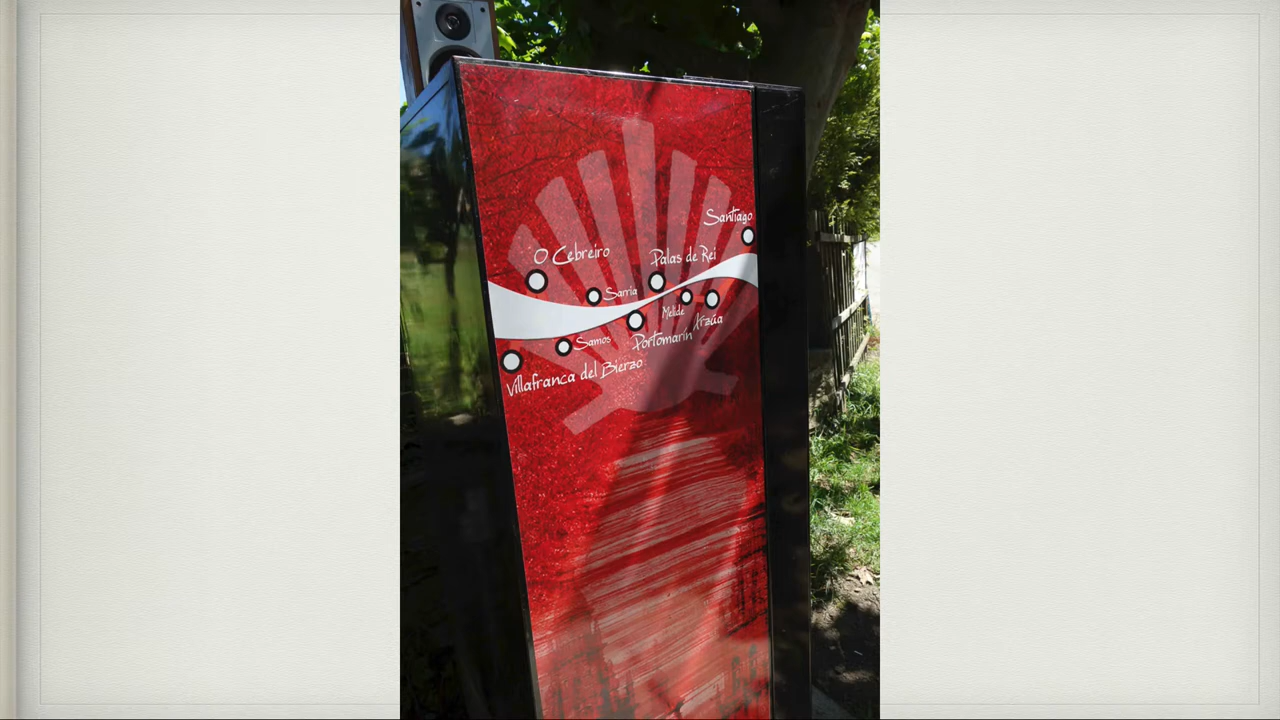 Santiago
O Cebreiro
Palas de Rei
Sarria
Melide
Arzúa
Portomarín
Samos
Villafranca del Bierzo